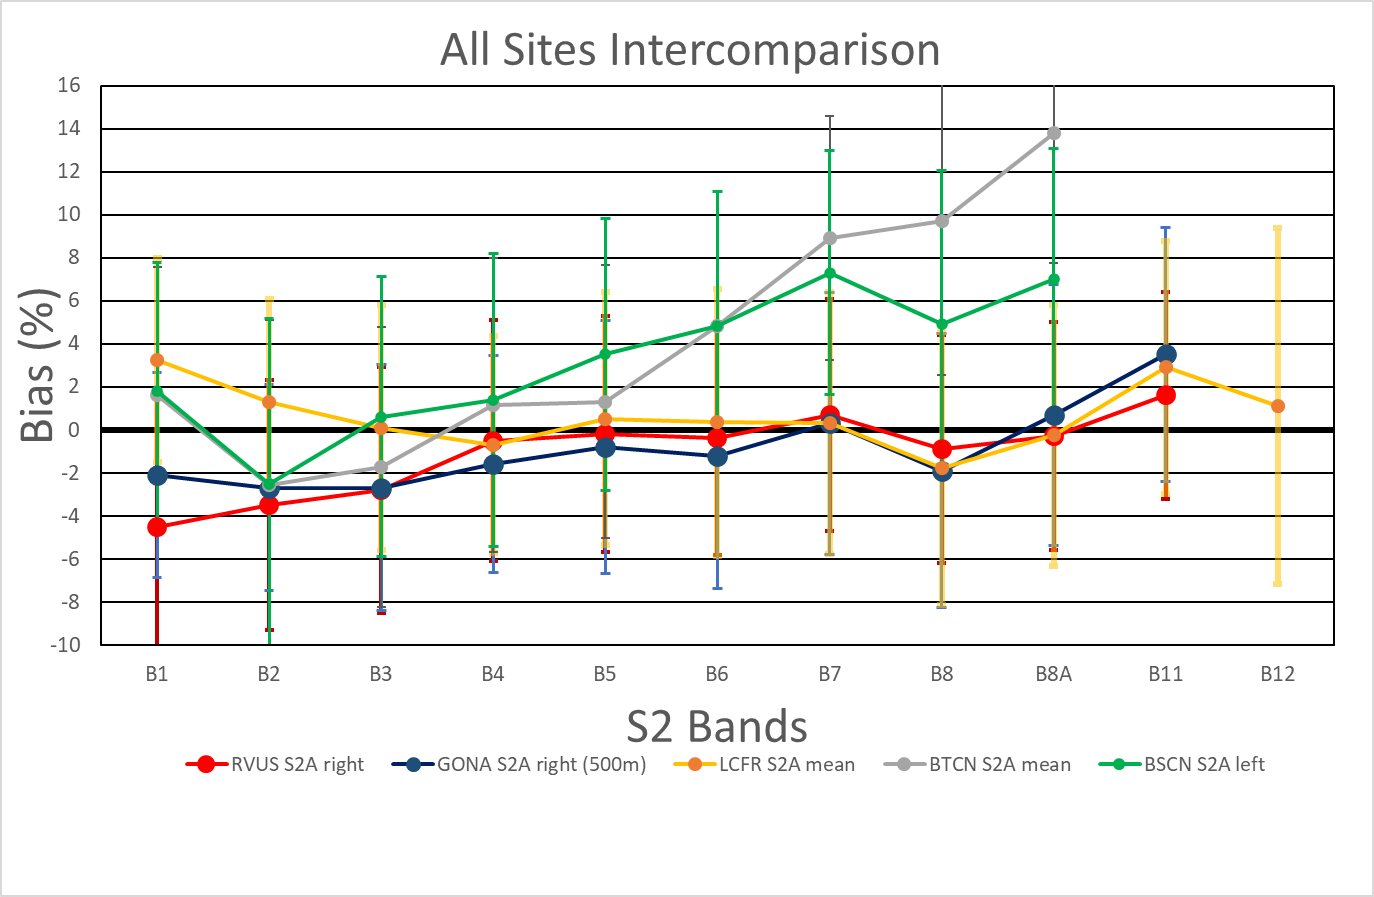 All Sites Intercomparison
16
14
12
10
8
6
4
2
0
-2
-4
-6
-8
-10
Bias (%)
B1 B2 B3 B4 B5 B6 B7 B8 B8A B11 B12
S2 Bands
RVUS S2A right GONA S2A right (500m) LCFR S2A mean BTCN S2A mean BSCN S2A left